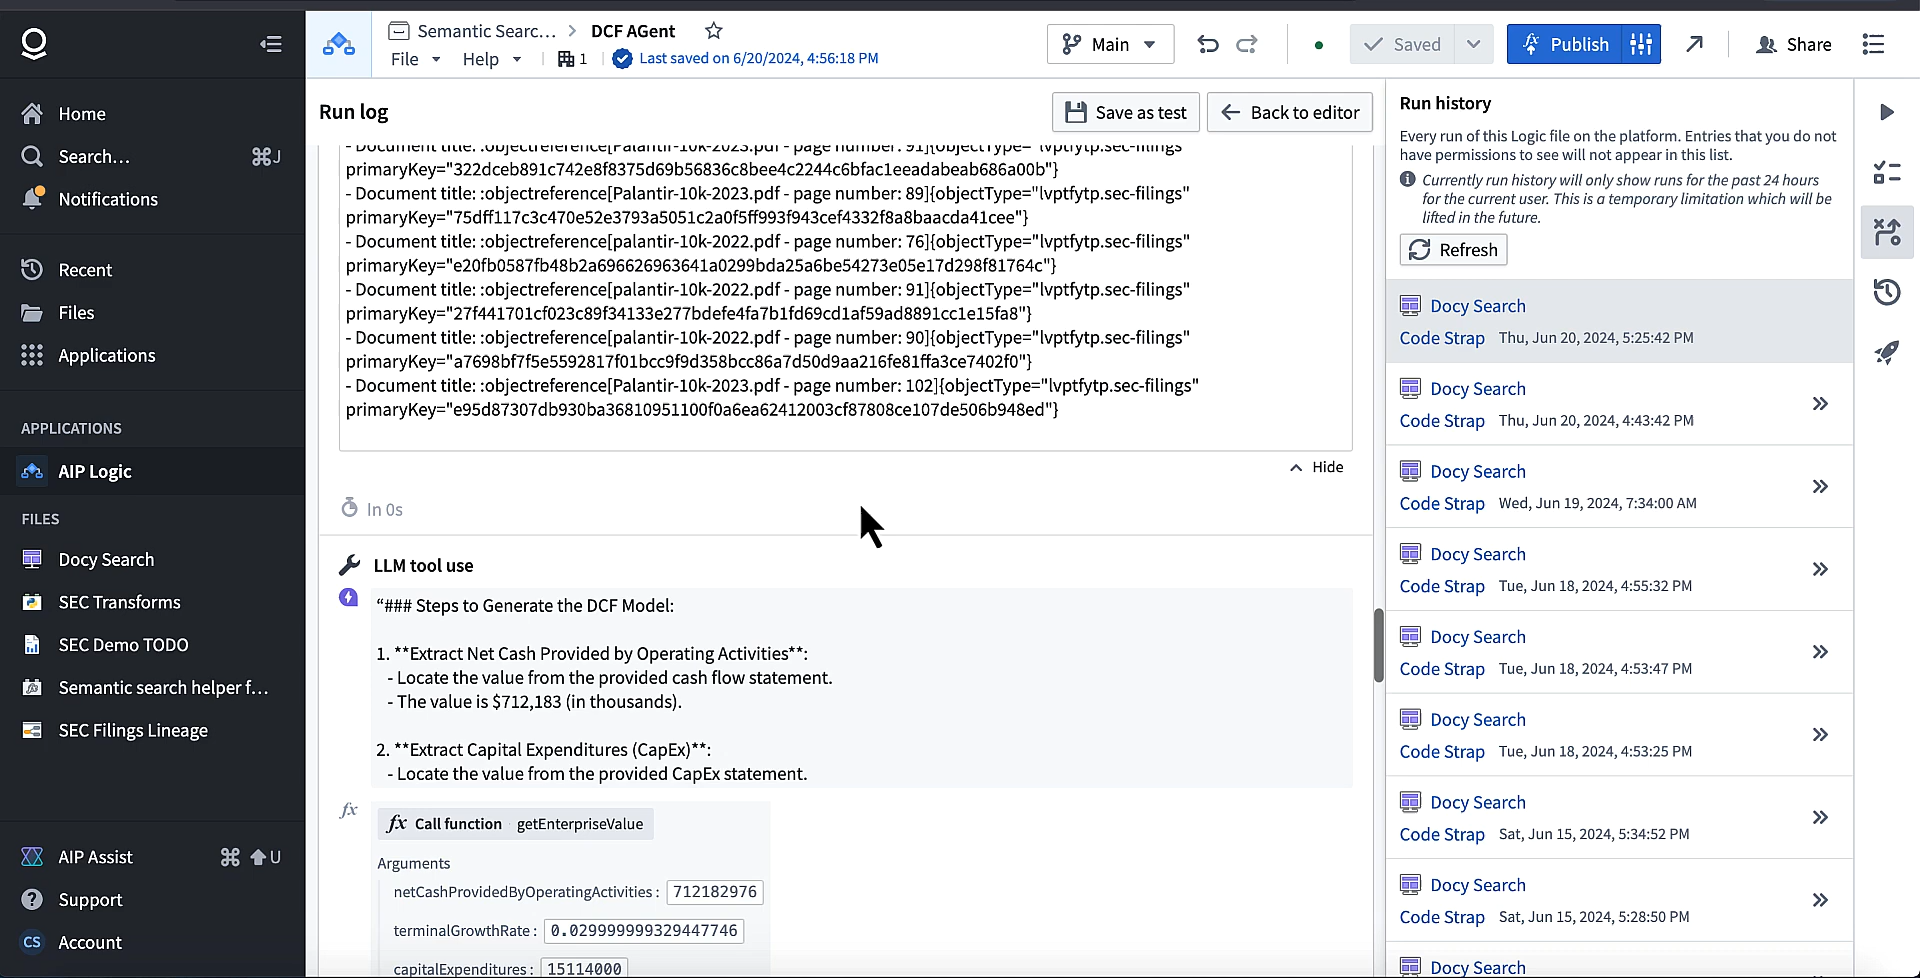 Home
Search…
⌘J
Notifications
Recent
Files
Applications
APPLICATIONS
AIP Logic
FILES
Docy Search
SEC Transforms
SEC Demo TODO
Semantic search helper f…
SEC Filings Lineage
AIP Assist
⌘ U
Support
CS Account
Semantic Searc… > DCF AGent
File Help 1 Last saved on 6/20/2024, 4:56:18 PM
Main
Saved
Publish
Share
Run log
Save as test
Back to editor
- Document title: :objectreference[Palantir-10k-2023.pdf - page number: 91]{objectType="lvptfytp.sec-filings"
primaryKey="322dceb891c742e8f8375d69b56836c8bee4c2244c6bfac1eeadabeab686a00b"}
- Document title: :objectreference[Palantir-10k-2023.pdf - page number: 89]{objectType="lvptfytp.sec-filings"
primaryKey="75dff117c3c470e52e3793a5051c2a0f5ff993f943cef4332f8a8baacda41cee"}
- Document title: :objectreference[palantir-10k-2022.pdf - page number: 76]{objectType="lvptfytp.sec-filings"
primaryKey="e20fb0587fb48b2a696626963641a0299bda25a6be54273e05e17d298f81764c"}
- Document title: :objectreference[palantir-10k-2022.pdf - page number: 91]{objectType="lvptfytp.sec-filings"
primaryKey="27f441701cf023c89f34133e277bdefe4fa7b1fd69cd1af59ad8891cc1e15fa8"}
- Document title: :objectreference[palantir-10k-2022.pdf - page number: 90]{objectType="lvptfytp.sec-filings"
primaryKey="a7698bf7f5e5592817f01bcc9f9d358bcc86a7d50d9aa216fe81ffa3ce7402f0"}
- Document title: :objectreference[Palantir-10k-2023.pdf - page number: 102]{objectType="lvptfytp.sec-filings"
primaryKey="e95d87307db930ba36810951100f0a6ea62412003cf87808ce107de506b948ed"}
Hide
In 0s
LLM tool use
“### Steps to Generate the DCF Model:
1. **Extract Net Cash Provided by Operating Activities**:
- Locate the value from the provided cash flow statement.
- The value is $712,183 (in thousands).
2. **Extract Capital Expenditures (CapEx)**:
- Locate the value from the provided CapEx statement.
fx
fx Call function getEnterpriseValue
Arguments
netCashProvidedByOperatingActivities : 712182976
terminalGrowthRate : 0.029999999329447746
capitalExpenditures : 15114000
Run history
Every run of this Logic file on the platform. Entries that you do not
have permissions to see will not appear in this list.
Currently run history will only show runs for the past 24 hours
for the current user. This is a temporary limitation which will be
lifted in the future.
Refresh
Docy Search
Code Strap Thu, Jun 20, 2024, 5:25:42 PM
Docy Search
Code Strap Thu, Jun 20, 2024, 4:43:42 PM
Docy Search
Code Strap Wed, Jun 19, 2024, 7:34:00 AM
Docy Search
Code Strap Tue, Jun 18, 2024, 4:55:32 PM
Docy Search
Code Strap Tue, Jun 18, 2024, 4:53:47 PM
Docy Search
Code Strap Tue, Jun 18, 2024, 4:53:25 PM
Docy Search
Code Strap Sat, Jun 15, 2024, 5:34:52 PM
Docy Search
Code Strap Sat, Jun 15, 2024, 5:28:50 PM
Docy Search